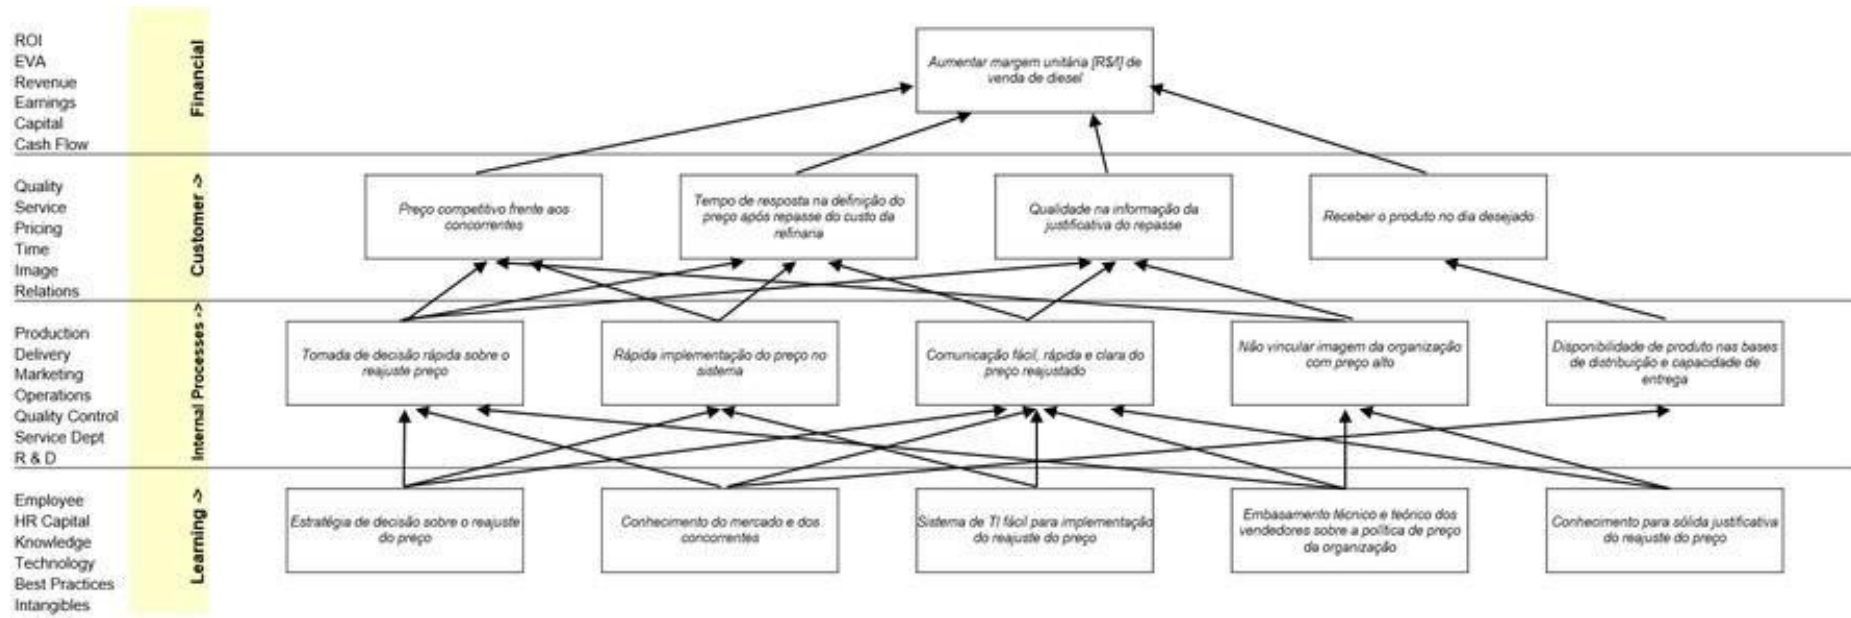 ROI
EVA
Revenue
Earnings
Capital
Cash Flow
Financial
Aumentar margem unitária [R$/l] de
venda de diesel
Quality
Service
Pricing
Time
Image
Relations
Customer ->
Preço competitivo frente aos
concorrentes
Tempo de resposta na definição do
preço após repasse do custo da
refinaria
Qualidade na informação da
justificativa do repasse
Receber o produto no dia desejado
Production
Delivery
Marketing
Operations
Quality Control
Service Dept
R & D
Internal Processes ->
Tomada de decisão rápida sobre o
reajuste preço
Rápida implementação do preço no
sistema
Comunicação fácil, rápida e clara do
preço reajustado
Não vincular imagem da organização
com preço alto
Disponibilidade de produto nas bases
de distribuição e capacidade de
entrega
Employee
HR Capital
Knowledge
Technology
Best Practices
Intangibles
Learning ->
Estratégia de decisão sobre o reajuste
do preço
Conhecimento do mercado e dos
concorrentes
Sistema de TI fácil para implementação
do reajuste do preço
Embasamento técnico e teórico dos
vendedores sobre a política de preço
da organização
Conhecimento para sólida justificativa
do reajuste do preço